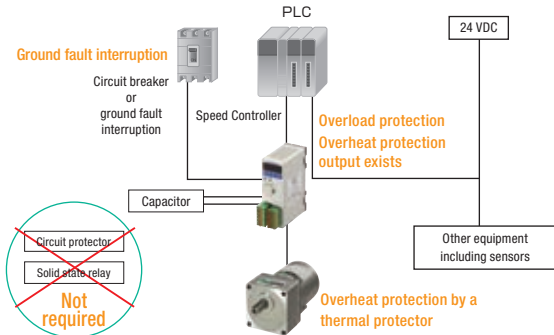 PLC
24 VDC
Ground fault interruption
Circuit breaker
or
ground fault
interruption
Speed Controller
Overload protection
Overheat protection
output exists
Capacitor
Circuit protector
Solid state relay
Not
required
Other equipment
including sensors
Overheat protection by a
thermal protector